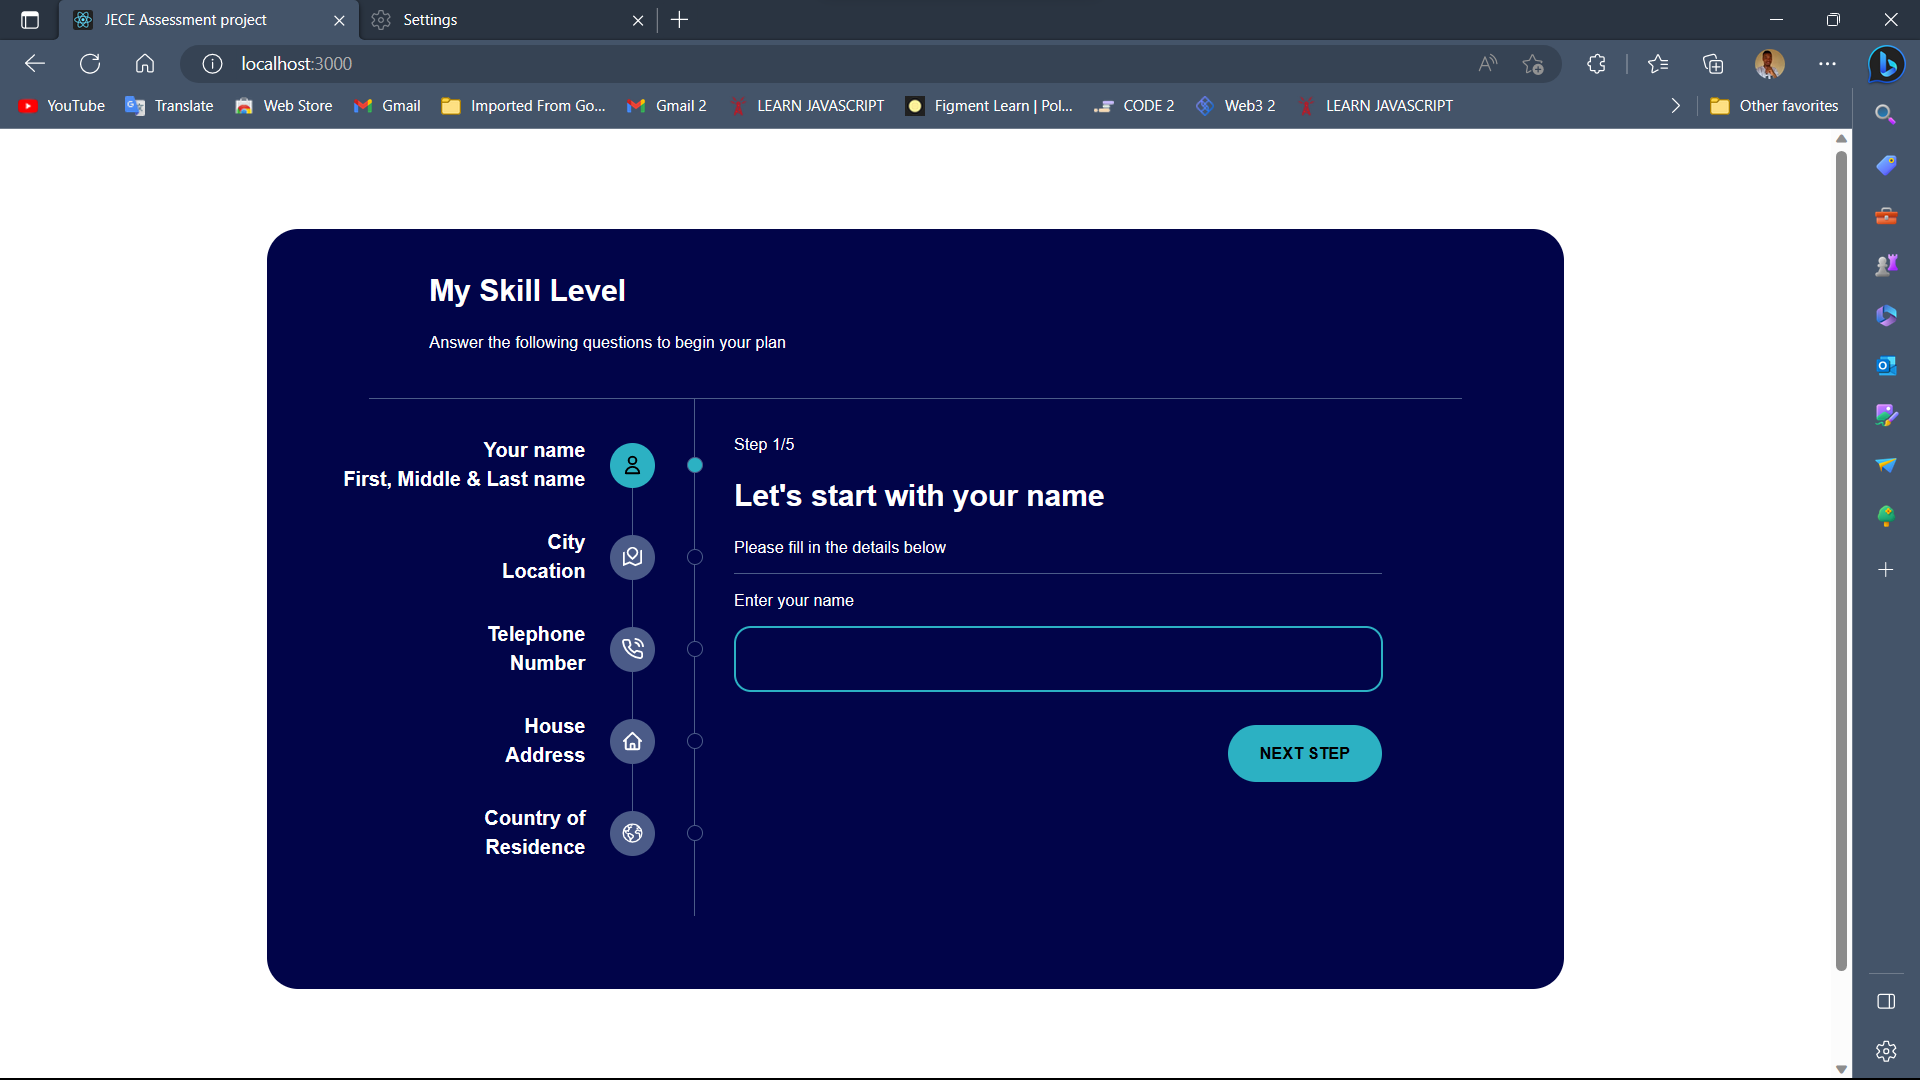 JECE Assessment project
Settings
localhost:3000
YouTube
Translate
Web Store
Gmail
Imported From Go...
Gmail 2
LEARN JAVASCRIPT
Figment Learn | Pol...
CODE 2
Web3 2
LEARN JAVASCRIPT
Other favorites
My Skill Level
Answer the following questions to begin your plan
Your name
First, Middle & Last name
City
Location
Telephone
Number
House
Address
Country of
Residence
Step 1/5
Let's start with your name
Please fill in the details below
Enter your name
NEXT STEP